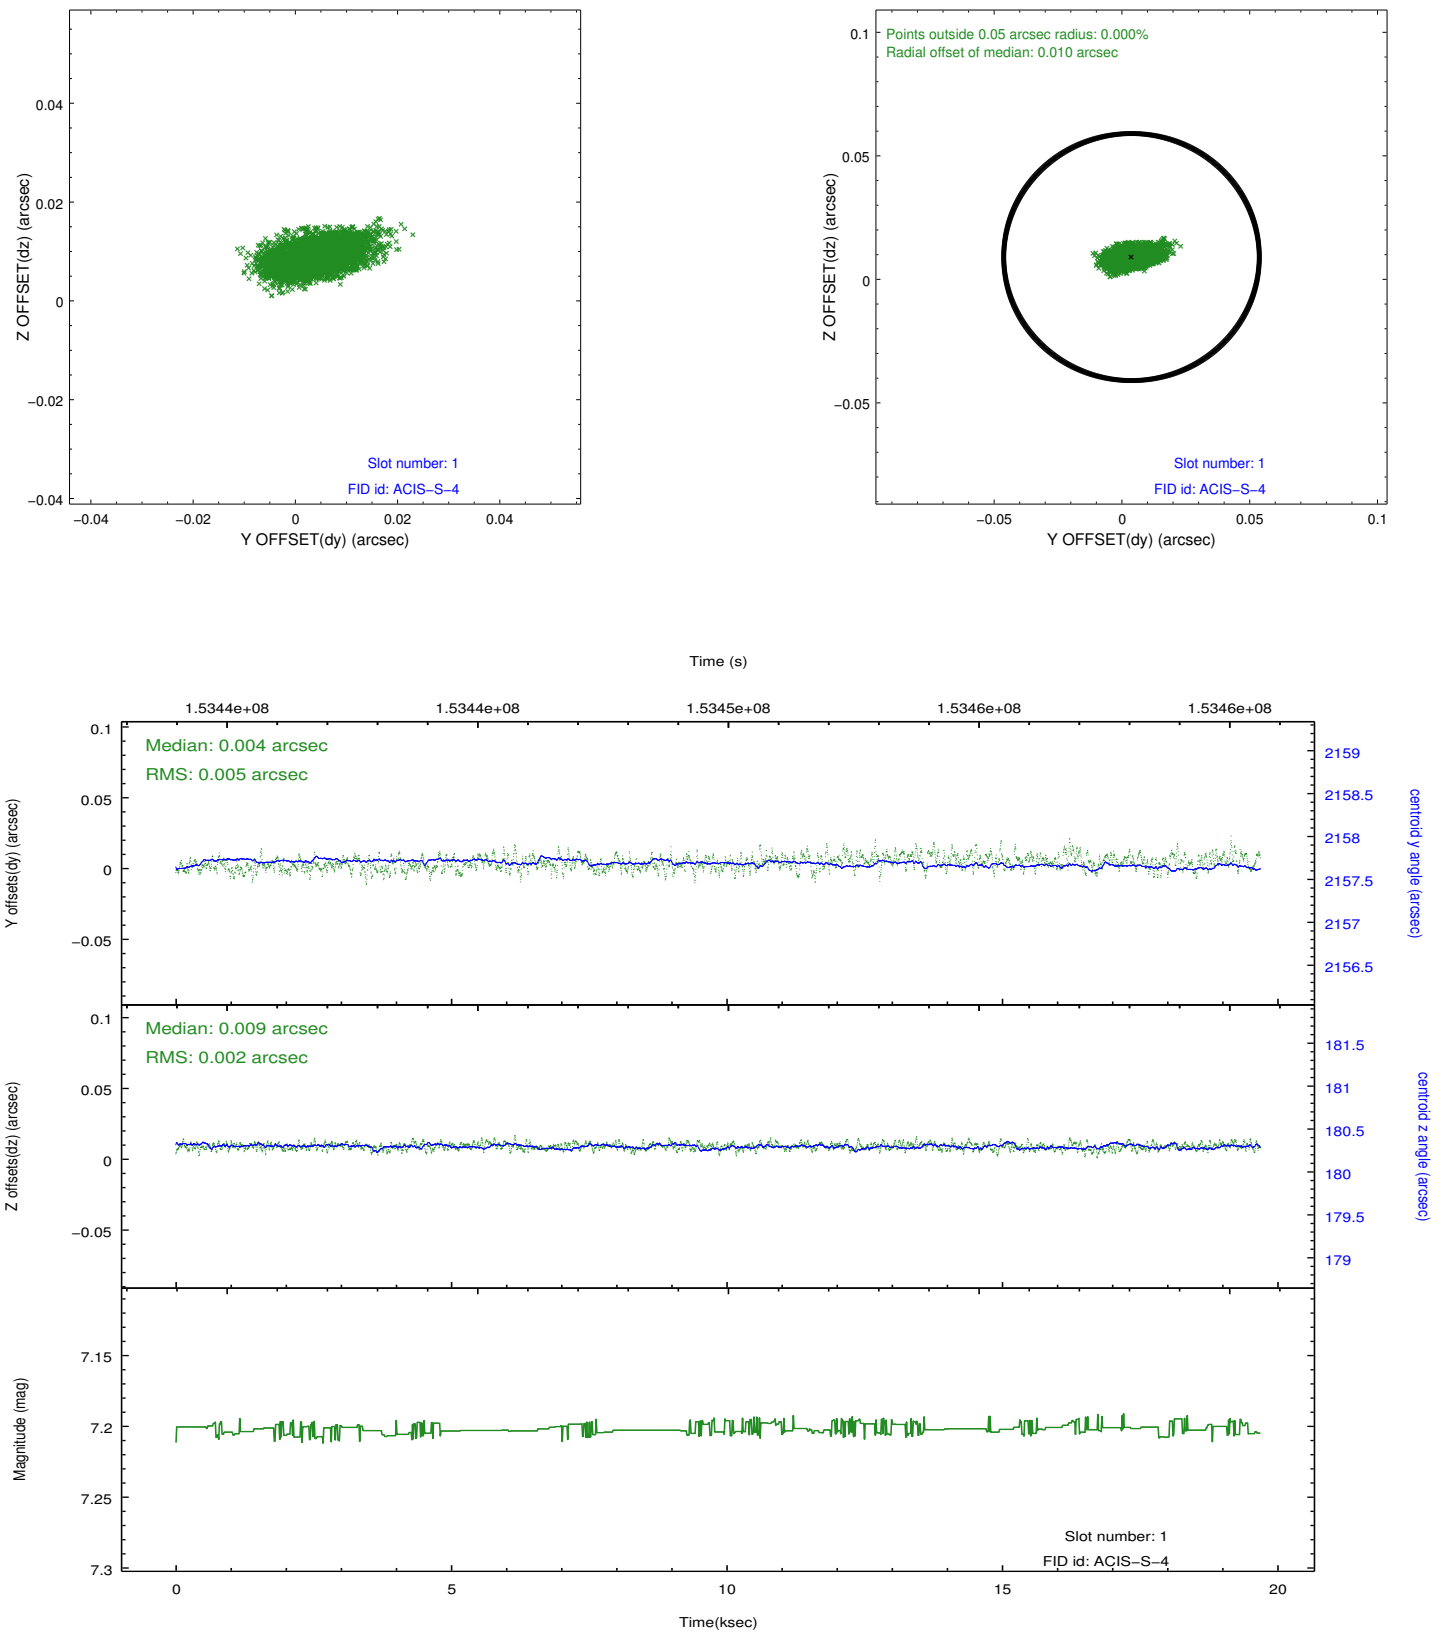 0.04
0.02
0
−0.02
−0.04
−0.04
−0.02
0
0.02
0.04
Z OFFSET(dz) (arcsec)
Y OFFSET(dy) (arcsec)
Slot number: 1
FID id: ACIS−S−4
Points outside 0.05 arcsec radius: 0.000%
Radial offset of median: 0.010 arcsec
0.1
0.05
0
−0.05
−0.05
0
0.05
0.1
Z OFFSET(dz) (arcsec)
Y OFFSET(dy) (arcsec)
Slot number: 1
FID id: ACIS−S−4
Time (s)
1.5344e+08
1.5344e+08
1.5345e+08
1.5346e+08
1.5346e+08
Median: 0.004 arcsec
RMS: 0.005 arcsec
0.1
0.05
0
−0.05
Y offsets(dy) (arcsec)
2159
2158.5
2158
2157.5
2157
2156.5
centroid y angle (arcsec)
Median: 0.009 arcsec
RMS: 0.002 arcsec
0.1
0.05
0
−0.05
Z offsets(dz) (arcsec)
181.5
181
180.5
180
179.5
179
centroid z angle (arcsec)
7.15
7.2
7.25
7.3
Magnitude (mag)
Slot number: 1
FID id: ACIS−S−4
0
5
10
15
20
Time(ksec)